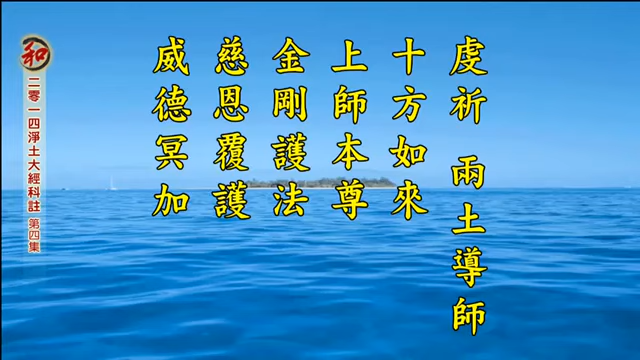 虔祈 兩土導師
十方如來
上師本尊
金剛護法
慈恩覆護
威德冥加
和
二零一四淨土大經科註 第四集